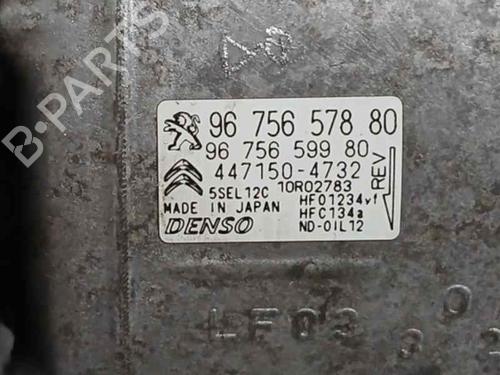 B-PARTS
96 756 578 80
96 756 599 80
447150-4732
5SEL12C 10R02783
REV
MADE IN JAPAN HF01234yf
HFC134a
DENSO ND-OIL12
LF03